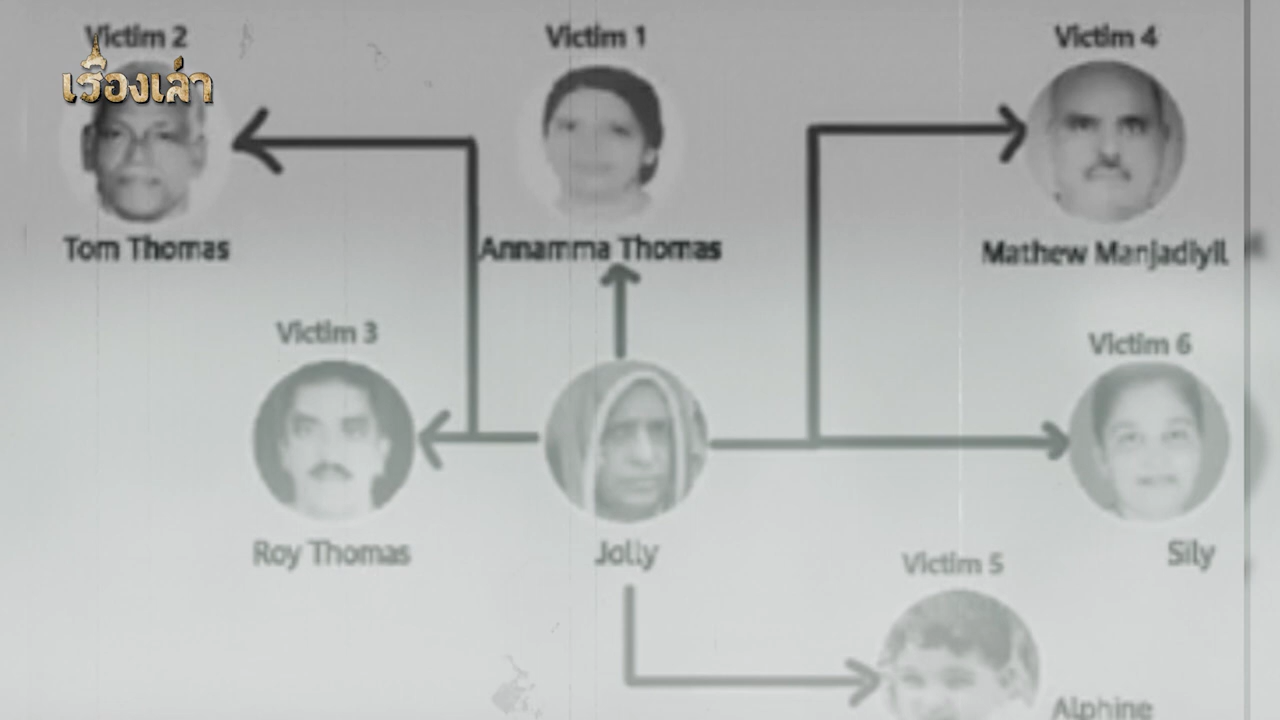 Victim 2
Victim 1
Victim 4
เรื่องเล่า
Tom Thomas
Annamma Thomas
Mathew Manjadiyil
Victim 3
Victim 6
Roy Thomas
Jolly
Sily
Victim 5
Alphine